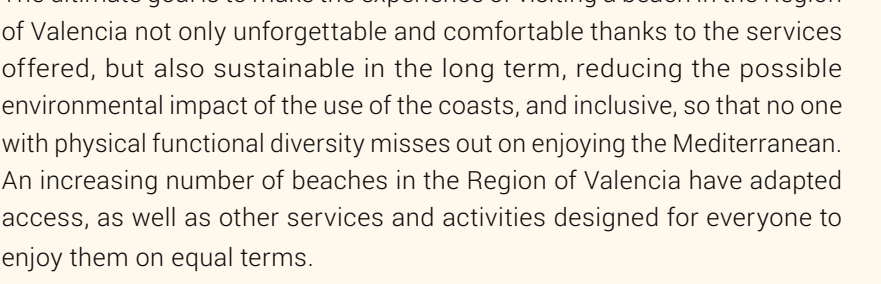 The ultimate goal is to make the experience of visiting a beach in the Region
of Valencia not only unforgettable and comfortable thanks to the services
offered, but also sustainable in the long term, reducing the possible
environmental impact of the use of the coasts, and inclusive, so that no one
with physical functional diversity misses out on enjoying the Mediterranean.
An increasing number of beaches in the Region of Valencia have adapted
access, as well as other services and activities designed for everyone to
enjoy them on equal terms.